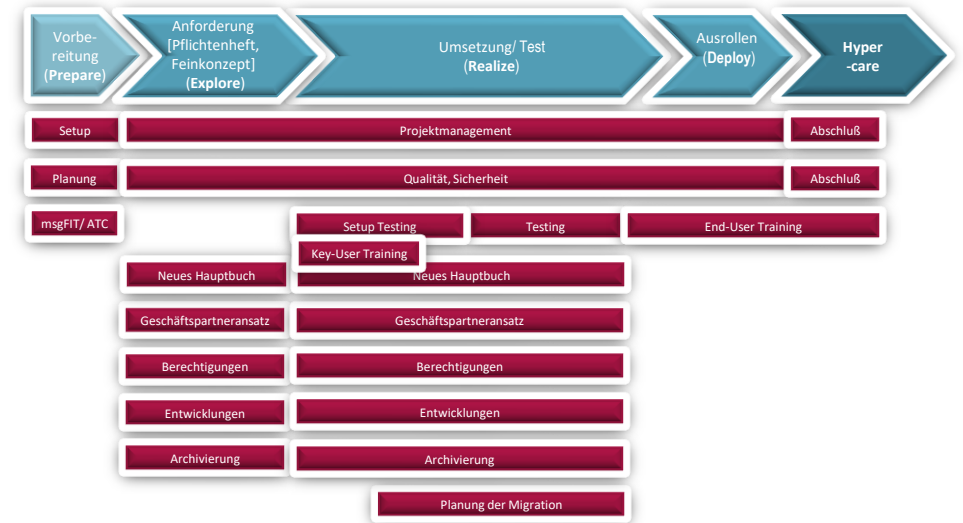 Vorbe-
reitung
(Prepare)
Anforderung
[Pflichtenheft,
Feinkonzept]
(Explore)
Umsetzung/ Test
(Realize)
Ausrollen
(Deploy)
Hyper
-care
Setup
Projektmanagement
Abschluß
Planung
Qualität, Sicherheit
Abschluß
msgFIT/ ATC
Setup Testing
Testing
End-User Training
Key-User Training
Neues Hauptbuch
Neues Hauptbuch
Geschäftspartneransatz
Geschäftspartneransatz
Berechtigungen
Berechtigungen
Entwicklungen
Entwicklungen
Archivierung
Archivierung
Planung der Migration